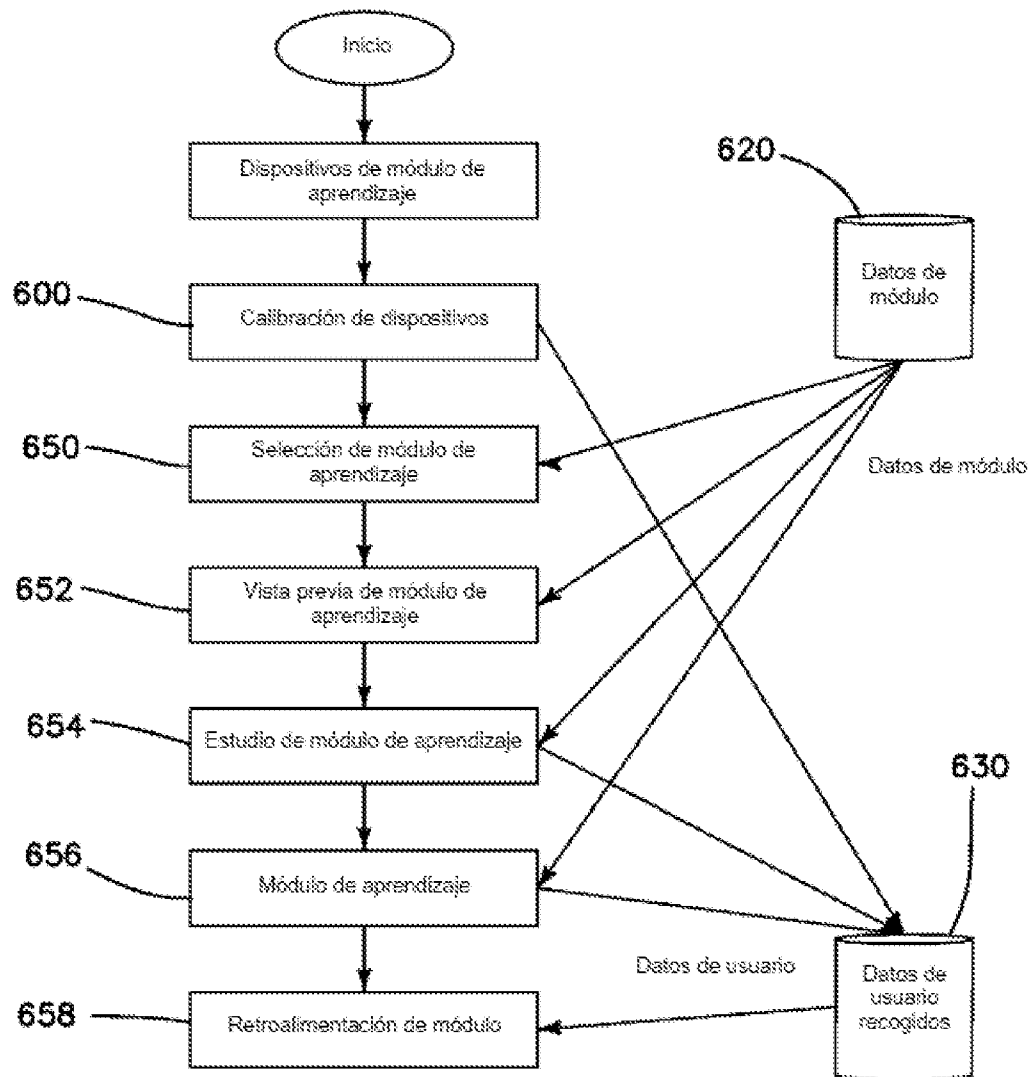 Inicio
Dispositivos de módulo de
aprendizaje
620
Datos de
módulo
600
Calibración de dispositivos
650
Selección de módulo de
aprendizaje
Datos de módulo
652
Vista previa de módulo de
aprendizaje
654
Estudio de módulo de aprendizaje
630
656
Módulo de aprendizaje
Datos de usuario
Datos de
usuario
recogidos
658
Retroalimentación de módulo